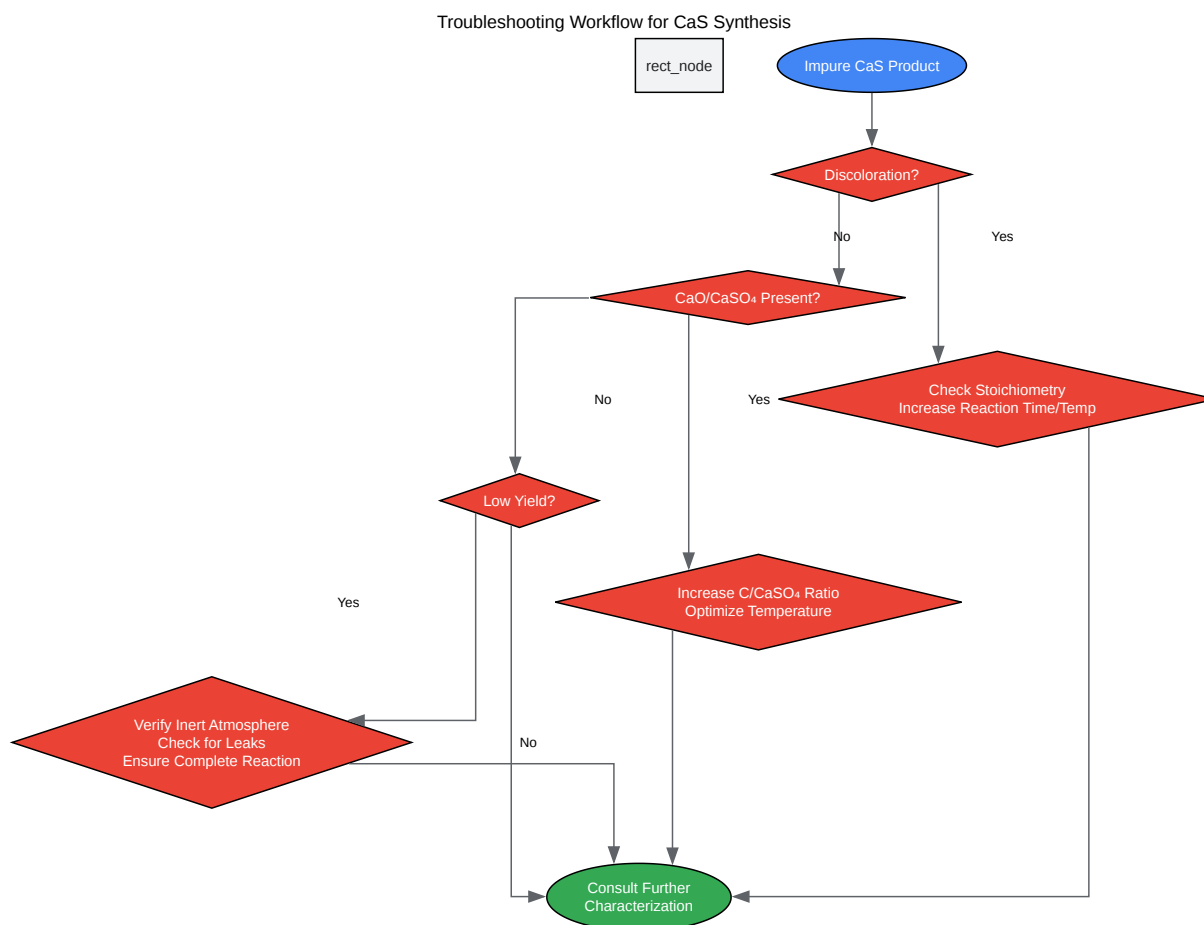 Troubleshooting Workflow for CaS Synthesis
rect_node
Impure CaS Product
Discoloration?
No
Yes
CaO/CaSO₄ Present?
No
Yes
Check Stoichiometry
Increase Reaction Time/Temp
Low Yield?
Increase C/CaSO₄ Ratio
Optimize Temperature
Yes
Verify Inert Atmosphere
Check for Leaks
Ensure Complete Reaction
No
Consult Further
Characterization